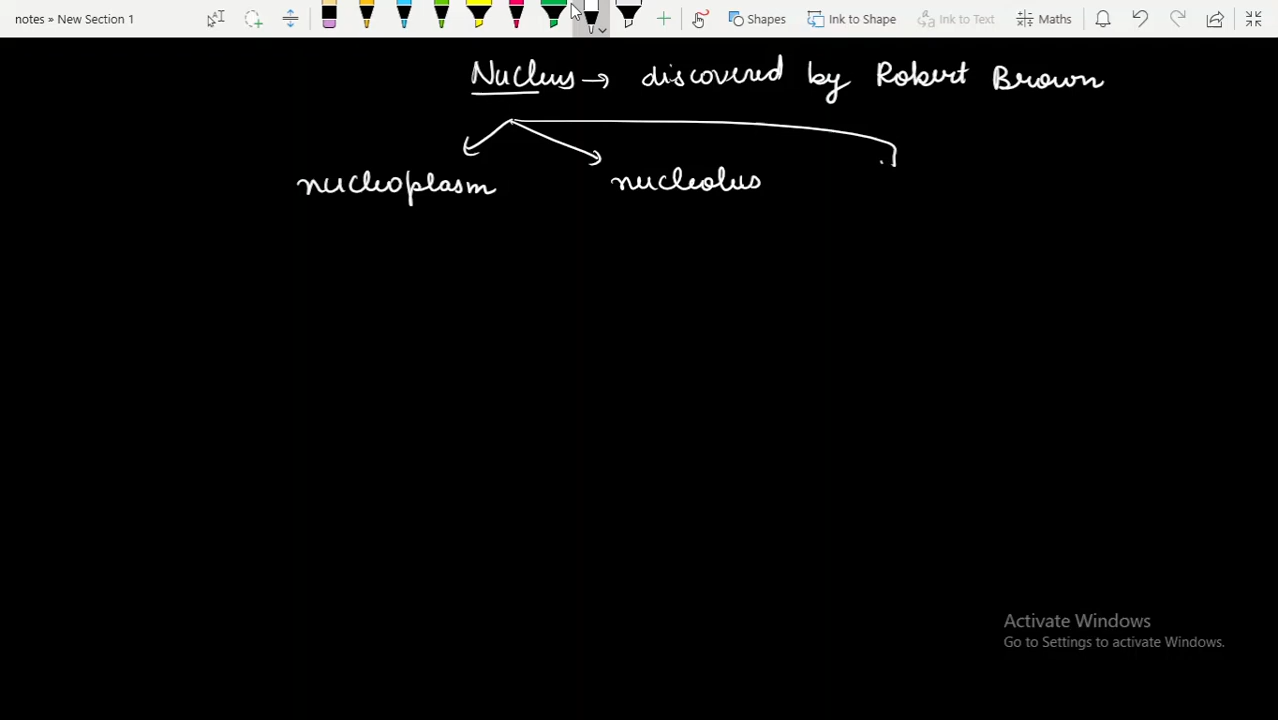 notes » New Section 1
Shapes
Ink to Shape
Ink to Text
Maths
Nucleus → discovered by Robert Brown
nucleoplasm nucleolus
Activate Windows
Go to Settings to activate Windows.